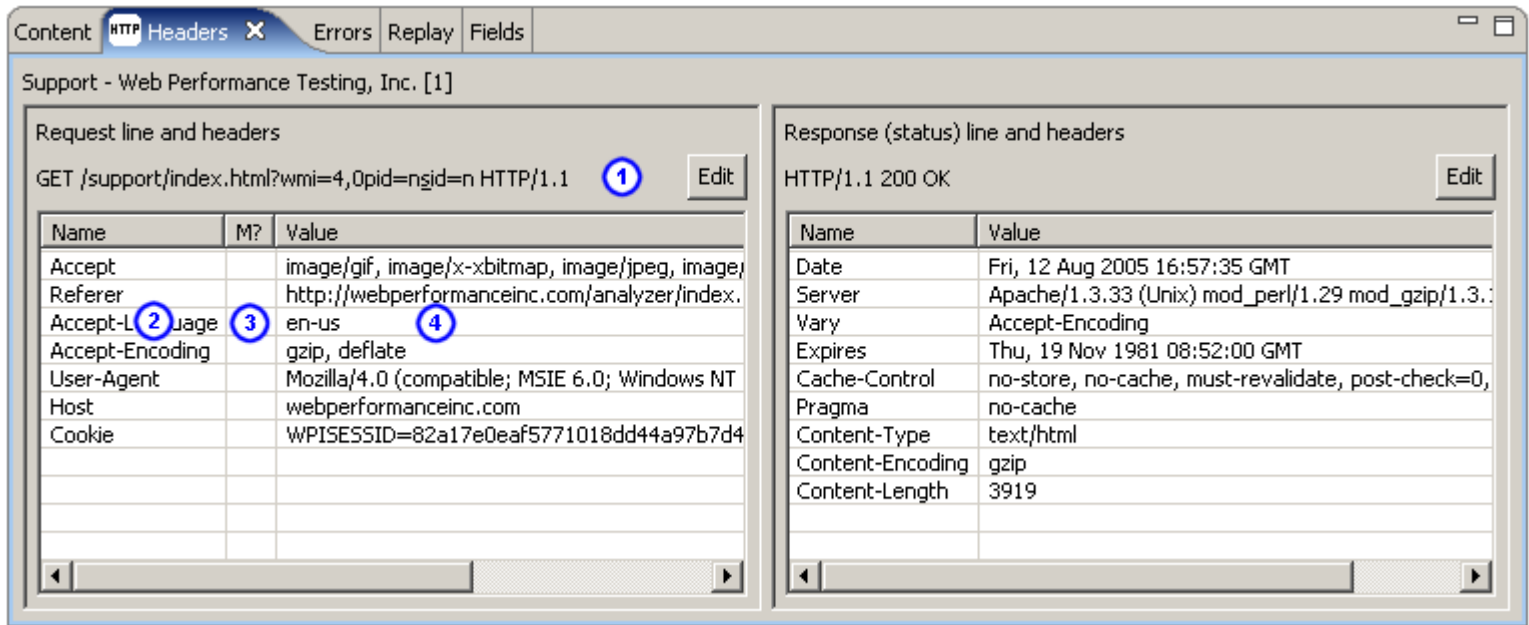 Content HTTP Headers Errors Replay Fields
Support - Web Performance Testing, Inc. [1]
Request line and headers
GET /support/index.html?wmi=4,0pid=nsid=n HTTP/1.1 1 Edit
Name M? Value
Accept image/gif, image/x-xbitmap, image/jpeg, image/
Referer http://webperformanceinc.com/analyzer/index.
Accept-L 2 uage 3 en-us 4
Accept-Encoding gzip, deflate
User-Agent Mozilla/4.0 (compatible; MSIE 6.0; Windows NT
Host webperformanceinc.com
Cookie WPISESSID=82a17e0eaf5771018dd44a97b7d4
Response (status) line and headers
HTTP/1.1 200 OK Edit
Name Value
Date Fri, 12 Aug 2005 16:57:35 GMT
Server Apache/1.3.33 (Unix) mod_perl/1.29 mod_gzip/1.3.
Vary Accept-Encoding
Expires Thu, 19 Nov 1981 08:52:00 GMT
Cache-Control no-store, no-cache, must-revalidate, post-check=0,
Pragma no-cache
Content-Type text/html
Content-Encoding gzip
Content-Length 3919